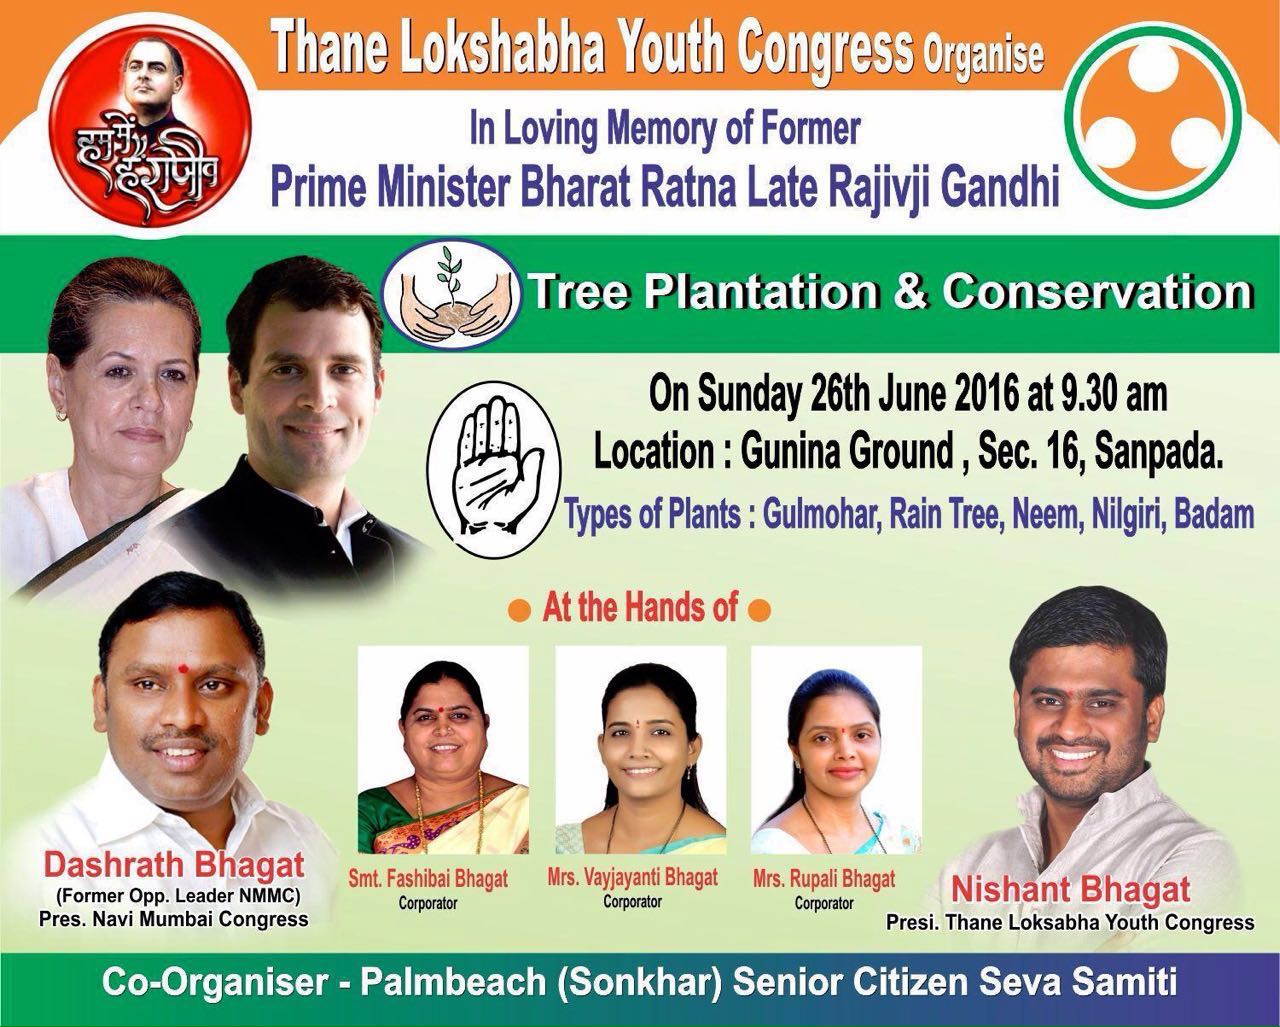 Thane Lokshabha Youth Congress Organise
हम में है राजीव
In Loving Memory of Former
Prime Minister Bharat Ratna Late Rajivji Gandhi
Tree Plantation & Conservation
On Sunday 26th June 2016 at 9.30 am
Location : Gunina Ground , Sec. 16, Sanpada.
Types of Plants : Gulmohar, Rain Tree, Neem, Nilgiri, Badam
At the Hands of
Dashrath Bhagat
(Former Opp. Leader NMMC)
Pres. Navi Mumbai Congress
Smt. Fashibai Bhagat
Corporator
Mrs. Vayjayanti Bhagat
Corporator
Mrs. Rupali Bhagat
Corporator
Nishant Bhagat
Presi. Thane Loksabha Youth Congress
Co-Organiser - Palmbeach (Sonkhar) Senior Citizen Seva Samiti